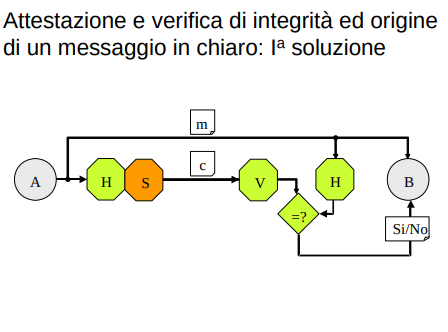 Attestazione e verifica di integrità ed origine
di un messaggio in chiaro: Iª soluzione
m
c
A
H
S
V
H
B
=?
Si/No